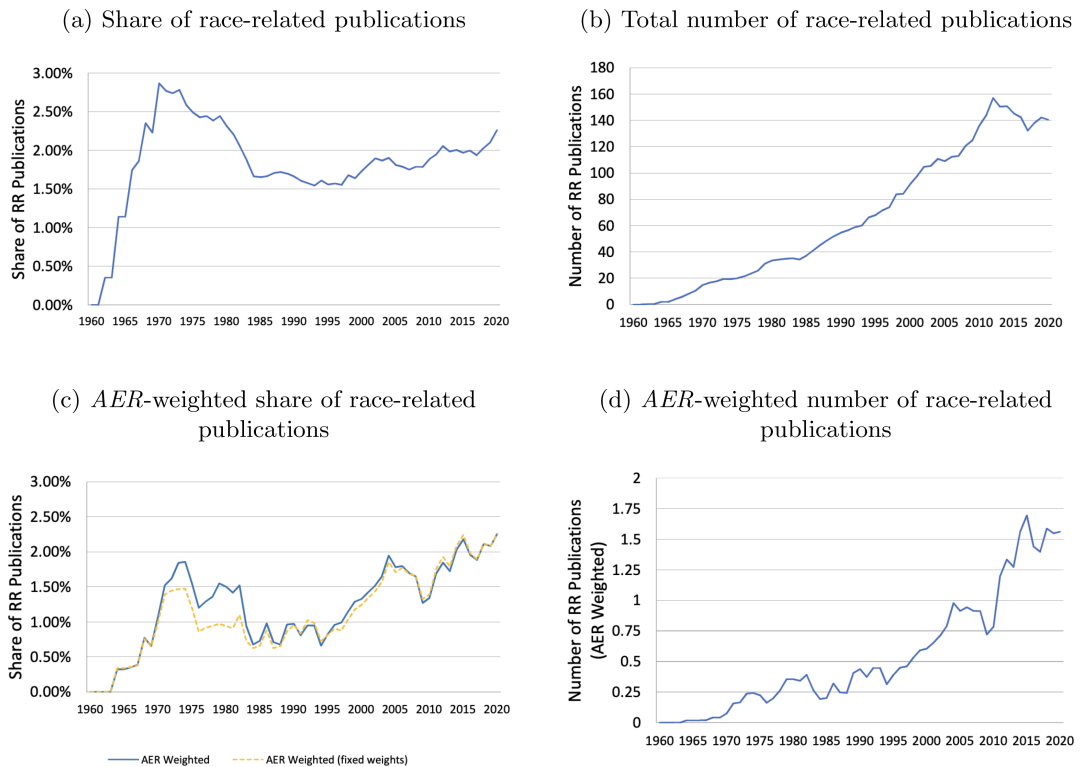 (a) Share of race-related publications
Share of RR Publications
3.00%
2.50%
2.00%
1.50%
1.00%
0.50%
0.00%
1960 1965 1970 1975 1980 1985 1990 1995 2000 2005 2010 2015 2020
(b) Total number of race-related publications
Number of RR Publications
180
160
140
120
100
80
60
40
20
0
1960 1965 1970 1975 1980 1985 1990 1995 2000 2005 2010 2015 2020
(c) AER-weighted share of race-related
publications
Share of RR Publications
3.00%
2.50%
2.00%
1.50%
1.00%
0.50%
0.00%
1960 1965 1970 1975 1980 1985 1990 1995 2000 2005 2010 2015 2020
AER Weighted AER Weighted (fixed weights)
(d) AER-weighted number of race-related
publications
Number of RR Publications
(AER Weighted)
2
1.75
1.5
1.25
1
0.75
0.5
0.25
0
1960 1965 1970 1975 1980 1985 1990 1995 2000 2005 2010 2015 2020